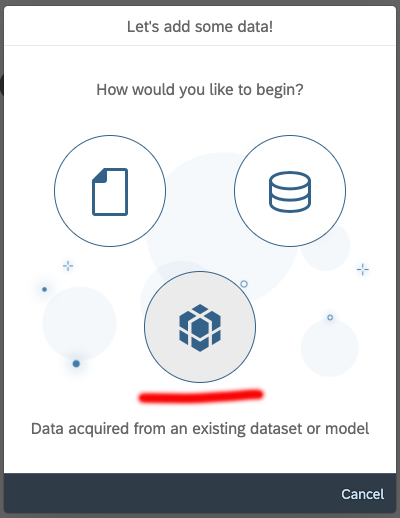 Let's add some data!
How would you like to begin?
Data acquired from an existing dataset or model
Cancel